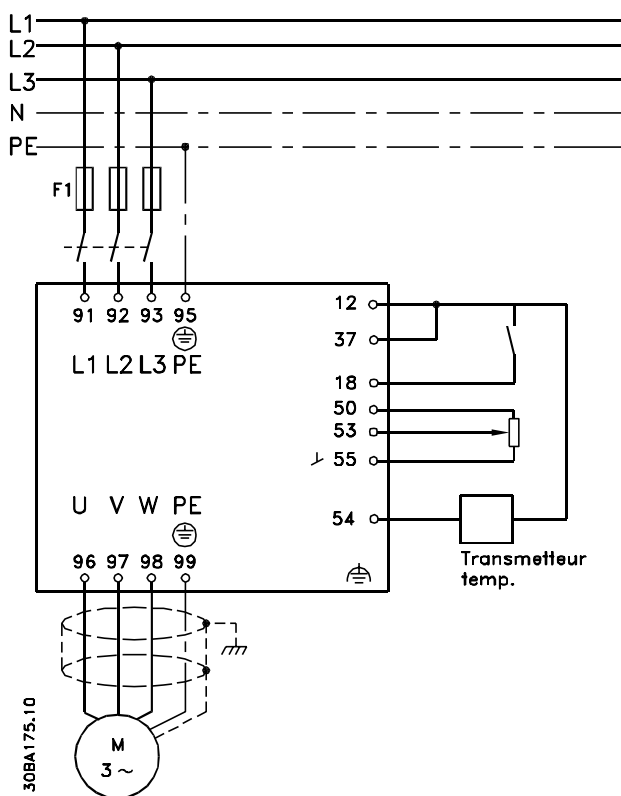 L1
L2
L3
N
PE
F1
91 92 93 95
L1 L2 L3 PE
12
37
18
50
53
55
54
U V W PE
96 97 98 99
Transmetteur
temp.
M
3 ~
30BA175.10